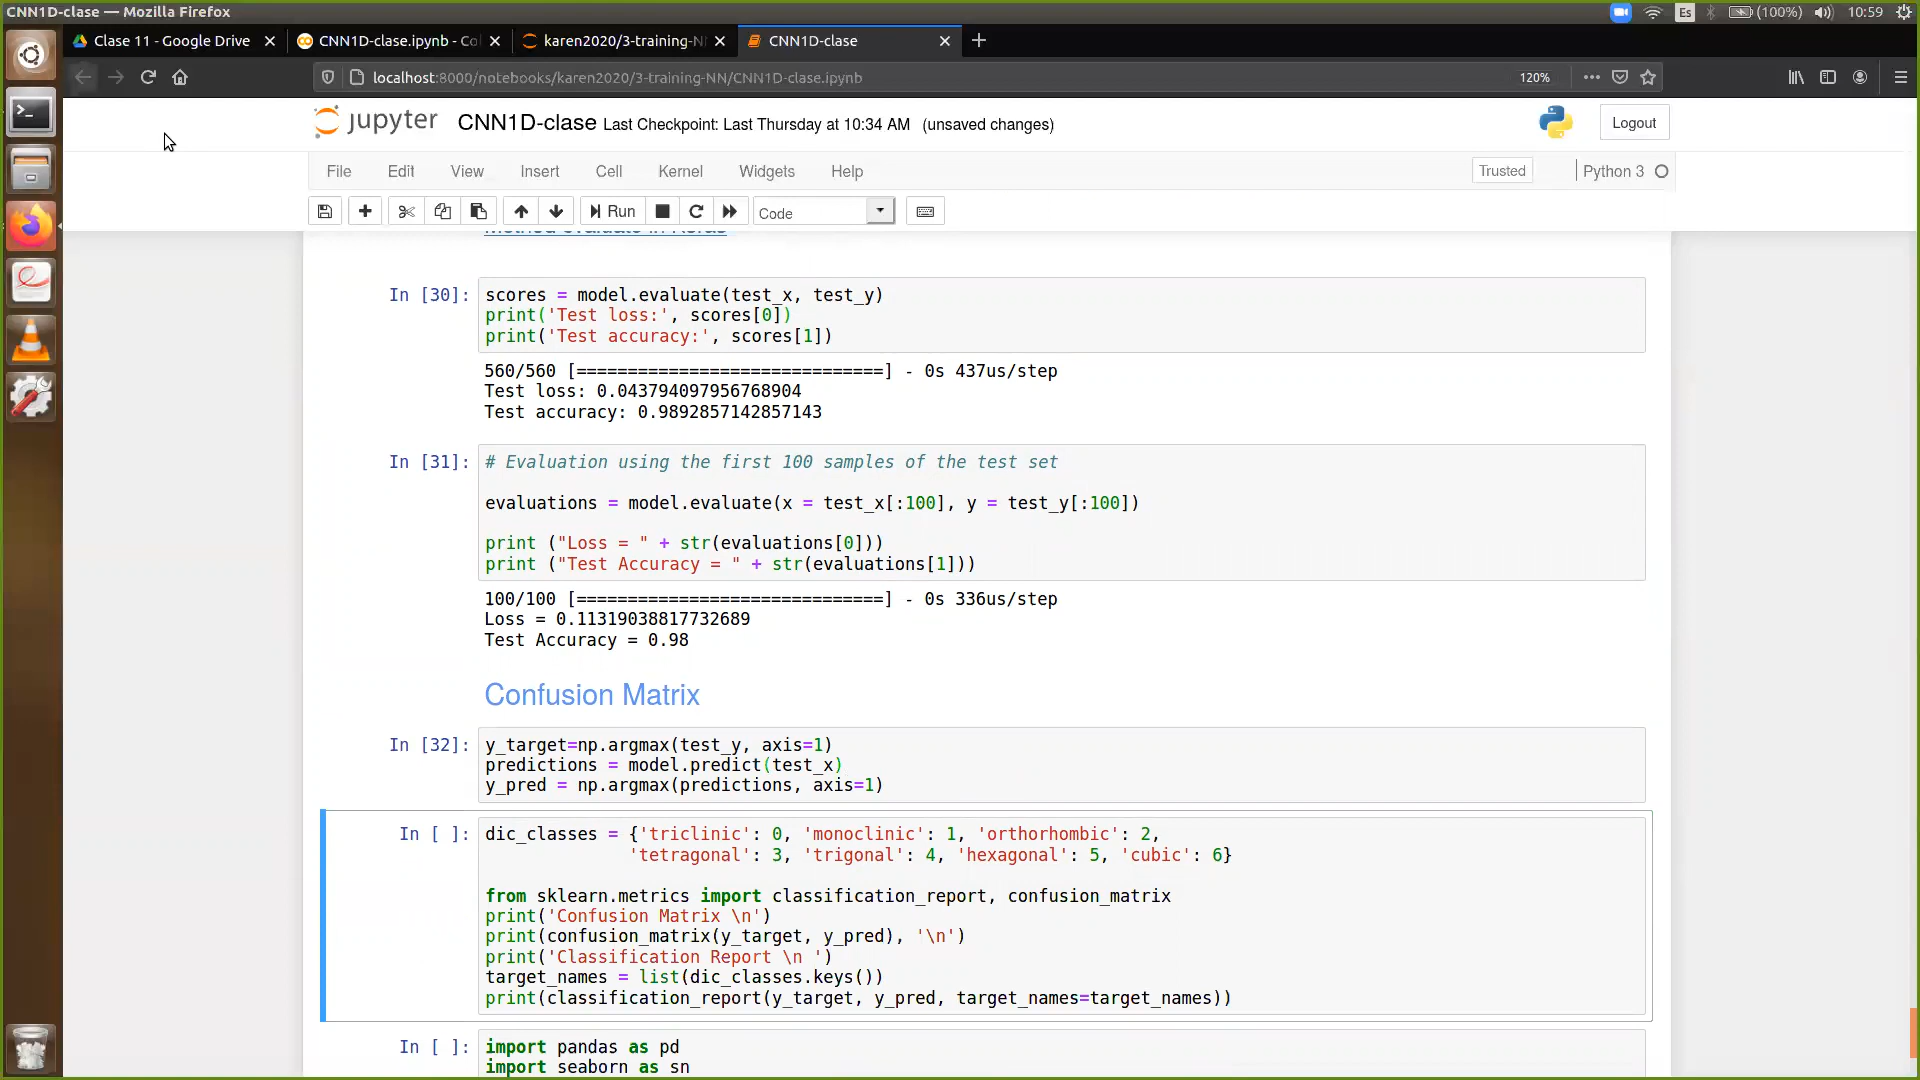 CNN1D-clase — Mozilla Firefox
Es
(100%)
10:59
Clase 11 - Google Drive
CNN1D-clase.ipynb - Co
karen2020/3-training-N
CNN1D-clase
localhost:8000/notebooks/karen2020/3-training-NN/CNN1D-clase.ipynb
120%
jupyter
CNN1D-clase Last Checkpoint: Last Thursday at 10:34 AM (unsaved changes)
Logout
File Edit View Insert Cell Kernel Widgets Help
Trusted
Python 3
Run
Code
Method evaluate in Keras
In [30]: scores = model.evaluate(test_x, test_y)
print('Test loss:', scores[0])
print('Test accuracy:', scores[1])
560/560 [==============================] - 0s 437us/step
Test loss: 0.043794097956768904
Test accuracy: 0.9892857142857143
In [31]: # Evaluation using the first 100 samples of the test set
evaluations = model.evaluate(x = test_x[:100], y = test_y[:100])
print ("Loss = " + str(evaluations[0]))
print ("Test Accuracy = " + str(evaluations[1]))
100/100 [==============================] - 0s 336us/step
Loss = 0.11319038817732689
Test Accuracy = 0.98
Confusion Matrix
In [32]: y_target=np.argmax(test_y, axis=1)
predictions = model.predict(test_x)
y_pred = np.argmax(predictions, axis=1)
In [ ]: dic_classes = {'triclinic': 0, 'monoclinic': 1, 'orthorhombic': 2,
'tetragonal': 3, 'trigonal': 4, 'hexagonal': 5, 'cubic': 6}
from sklearn.metrics import classification_report, confusion_matrix
print('Confusion Matrix \n')
print(confusion_matrix(y_target, y_pred), '\n')
print('Classification Report \n ')
target_names = list(dic_classes.keys())
print(classification_report(y_target, y_pred, target_names=target_names))
In [ ]: import pandas as pd
import seaborn as sn